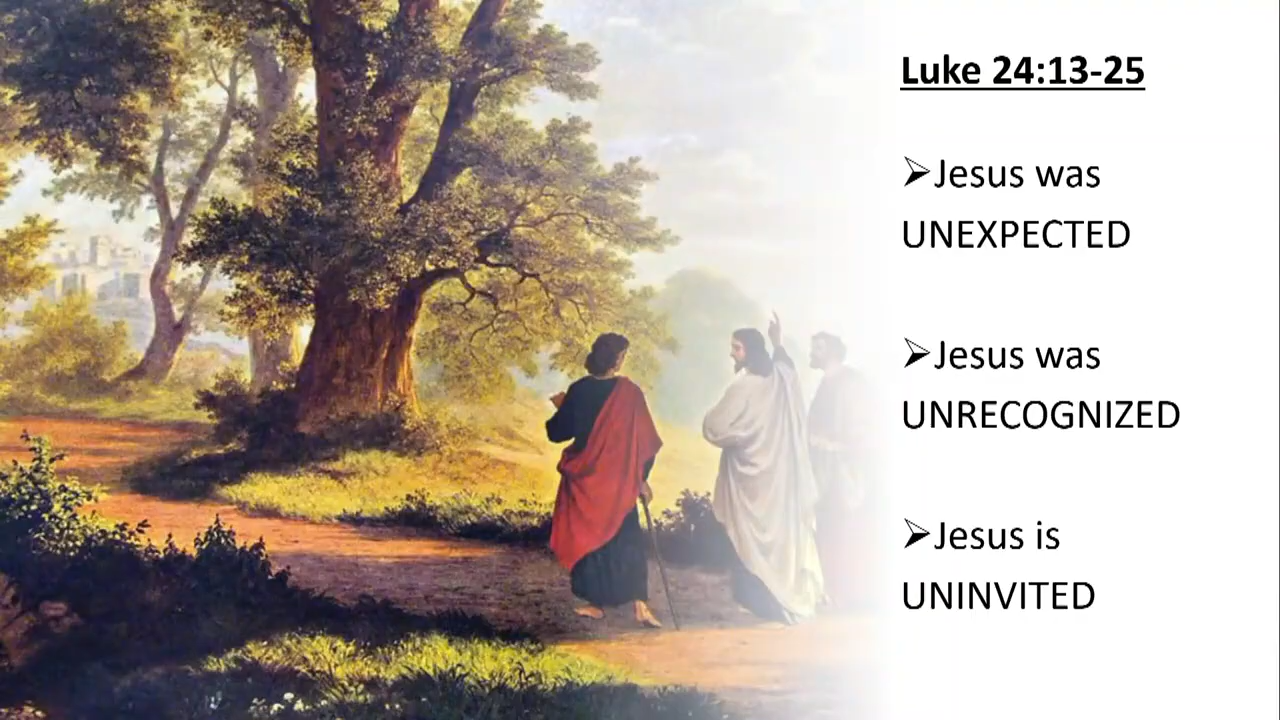 Luke 24:13-25
➢Jesus was
UNEXPECTED
➢Jesus was
UNRECOGNIZED
➢Jesus is
UNINVITED